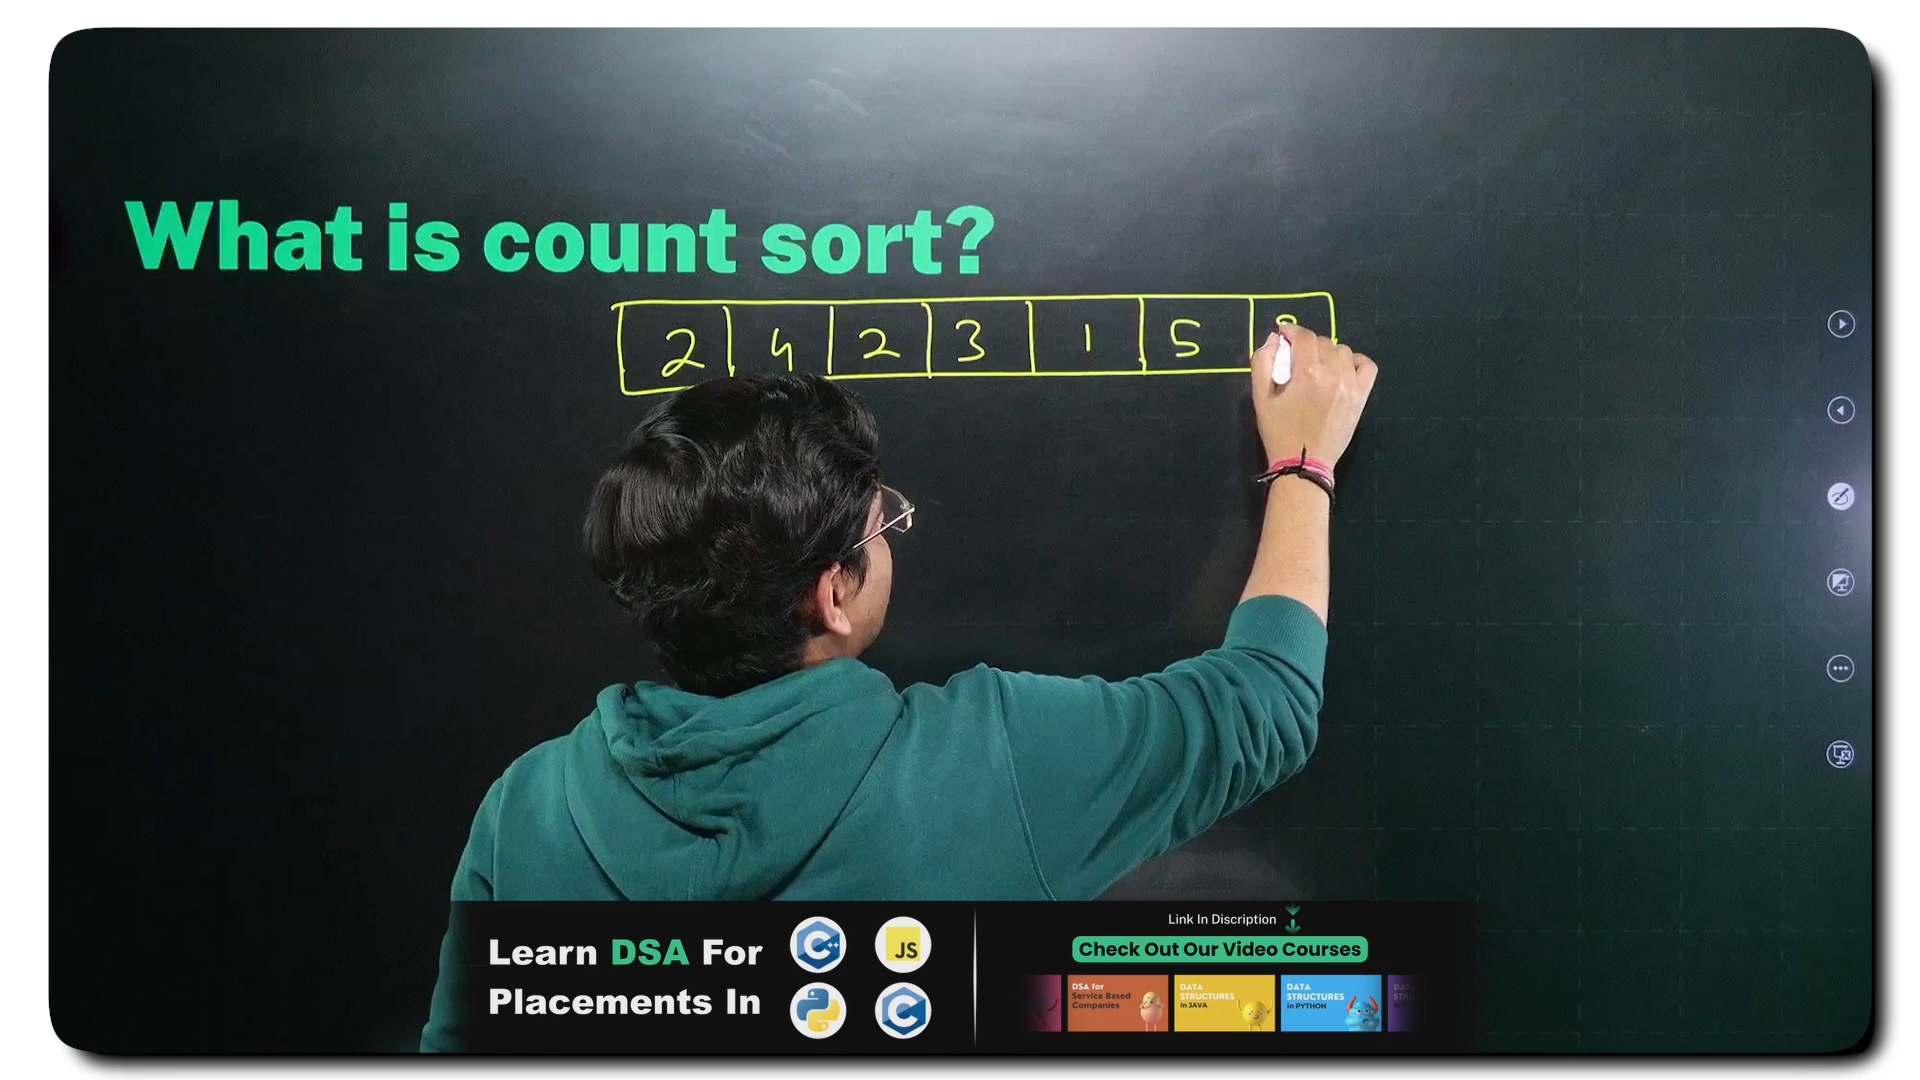 What is count sort?
2 4 2 3 1 5
Learn DSA For
Placements In
C++
JS
C
Link In Discription
Check Out Our Video Courses
DSA for
Service Based
Companies
DATA
STRUCTURES
in JAVA
DATA
STRUCTURES
in PYTHON